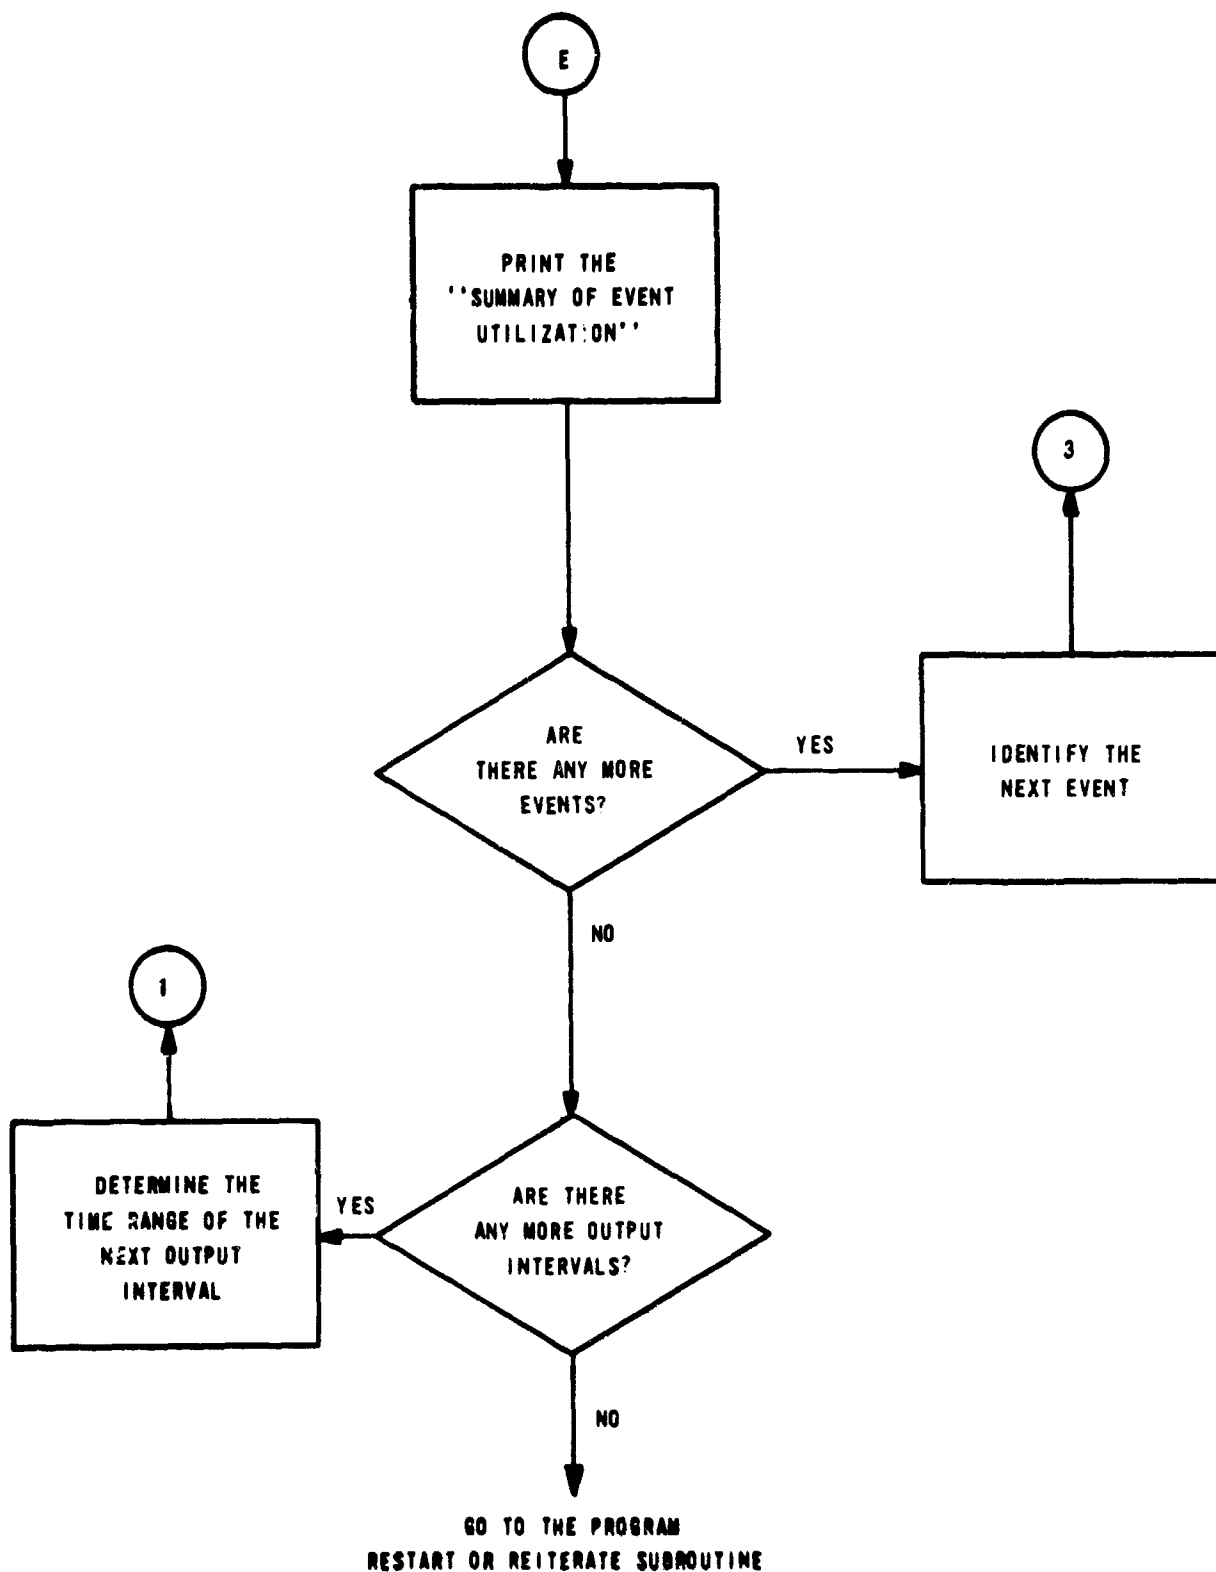 E
PRINT THE
''SUMMARY OF EVENT
UTILIZATION''
3
ARE
THERE ANY MORE
EVENTS?
YES
IDENTIFY THE
NEXT EVENT
NO
1
DETERMINE THE
TIME RANGE OF THE
NEXT OUTPUT
INTERVAL
YES
ARE THERE
ANY MORE OUTPUT
INTERVALS?
NO
GO TO THE PROGRAM
RESTART OR REITERATE SUBROUTINE